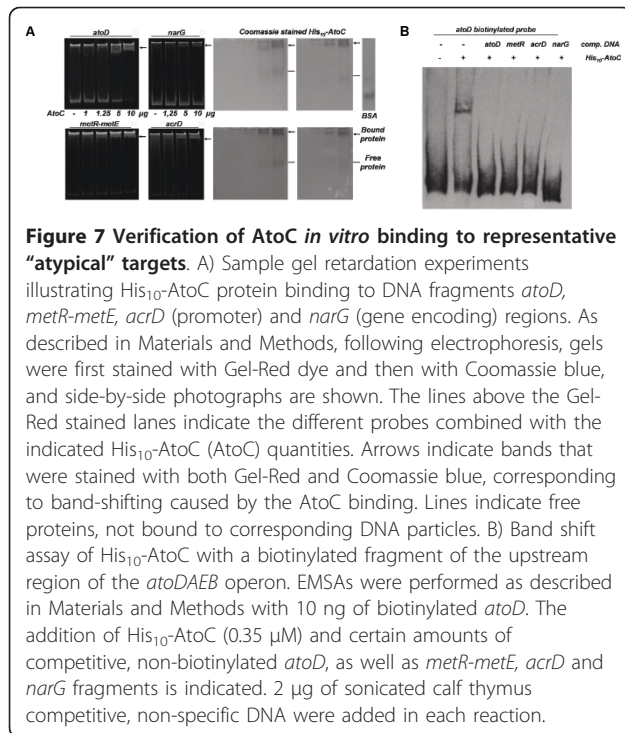 A
B
atoD
narG
Coomassie stained His10-AtoC
AtoC - 1 1.25 5 10 µg
- 1,25 5 10 µg
BSA
metR-metE
acrD
Bound protein
Free protein
atoD biotinylated probe
- - atoD metR acrD narG comp. DNA
- + + + + + His10-AtoC
Figure 7 Verification of AtoC in vitro binding to representative
“atypical” targets. A) Sample gel retardation experiments
illustrating His10-AtoC protein binding to DNA fragments atoD,
metR-metE, acrD (promoter) and narG (gene encoding) regions. As
described in Materials and Methods, following electrophoresis, gels
were first stained with Gel-Red dye and then with Coomassie blue,
and side-by-side photographs are shown. The lines above the Gel-
Red stained lanes indicate the different probes combined with the
indicated His10-AtoC (AtoC) quantities. Arrows indicate bands that
were stained with both Gel-Red and Coomassie blue, corresponding
to band-shifting caused by the AtoC binding. Lines indicate free
proteins, not bound to corresponding DNA particles. B) Band shift
assay of His10-AtoC with a biotinylated fragment of the upstream
region of the atoDAEB operon. EMSAs were performed as described
in Materials and Methods with 10 ng of biotinylated atoD. The
addition of His10-AtoC (0.35 µM) and certain amounts of
competitive, non-biotinylated atoD, as well as metR-metE, acrD and
narG fragments is indicated. 2 µg of sonicated calf thymus
competitive, non-specific DNA were added in each reaction.